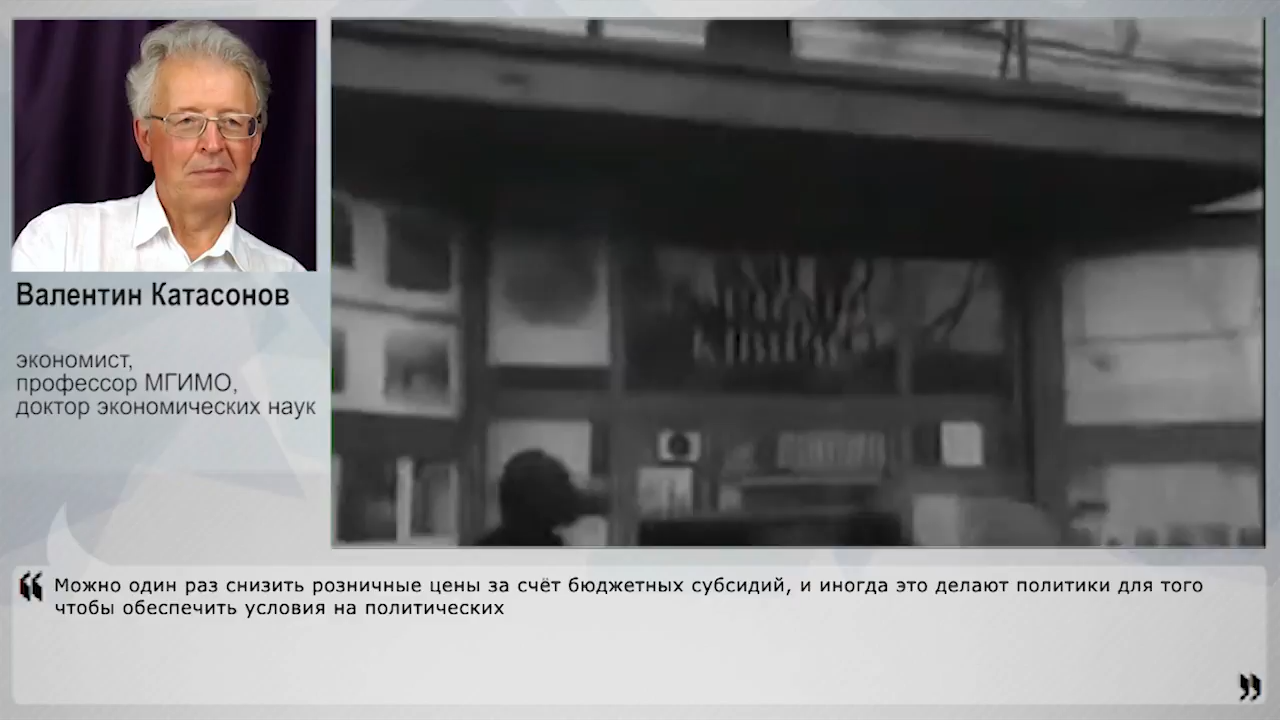 Валентин Катасонов
экономист,
профессор МГИМО,
доктор экономических наук
Можно один раз снизить розничные цены за счёт бюджетных субсидий, и иногда это делают политики для того
чтобы обеспечить условия на политических